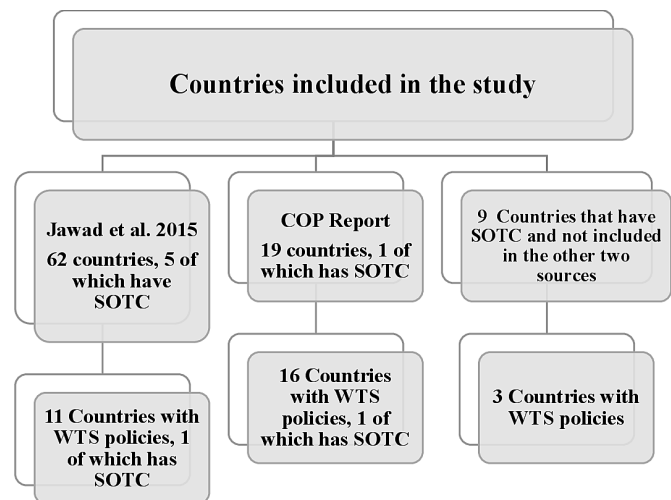 Countries included in the study
Jawad et al. 2015
62 countries, 5 of
which have
SOTC
COP Report
19 countries, 1 of
which has SOTC
9 Countries that have
SOTC and not included
in the other two
sources
11 Countries with
WTS policies, 1
of which has
SOTC
16 Countries
with WTS
policies, 1 of
which has SOTC
3 Countries with
WTS policies